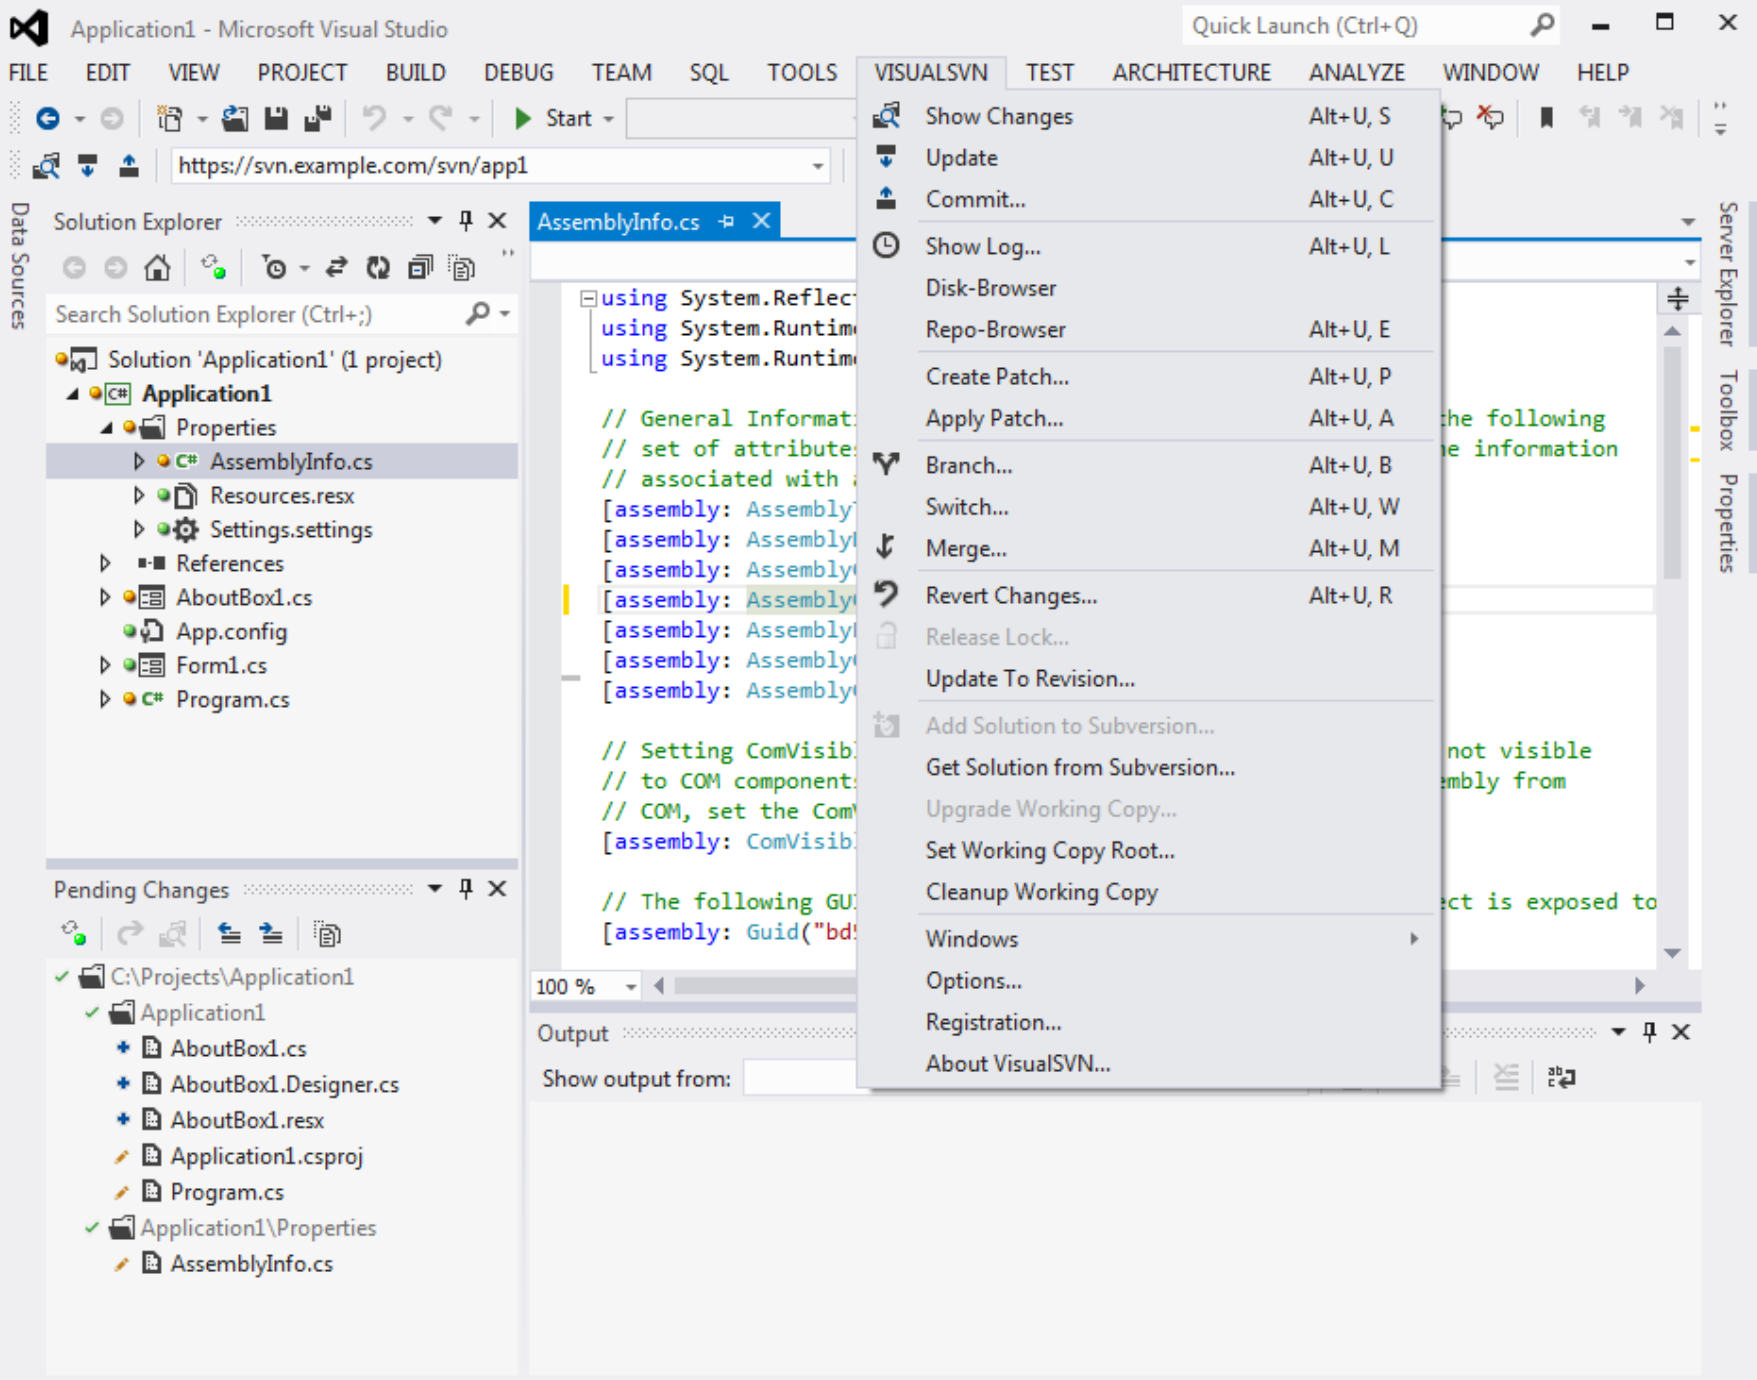 Application1 - Microsoft Visual Studio
Quick Launch (Ctrl+Q)
FILE EDIT VIEW PROJECT BUILD DEBUG TEAM SQL TOOLS VISUALSVN TEST ARCHITECTURE ANALYZE WINDOW HELP
Start
https://svn.example.com/svn/app1
Data Sources
Solution Explorer
Search Solution Explorer (Ctrl+;)
Solution 'Application1' (1 project)
C# Application1
Properties
C# AssemblyInfo.cs
Resources.resx
Settings.settings
References
AboutBox1.cs
App.config
Form1.cs
C# Program.cs
Pending Changes
C:\Projects\Application1
Application1
AboutBox1.cs
AboutBox1.Designer.cs
AboutBox1.resx
Application1.csproj
Program.cs
Application1\Properties
AssemblyInfo.cs
AssemblyInfo.cs
using System.Reflec
using System.Runtim
using System.Runtim
// General Informat he following
// set of attribute e information
// associated with
[assembly: Assembly
[assembly: Assembly
[assembly: Assembly
[assembly: Assembly
[assembly: Assembly
[assembly: Assembly
[assembly: Assembly
// Setting ComVisib not visible
// to COM component embly from
// COM, set the Com
[assembly: ComVisib
// The following GU ect is exposed to
[assembly: Guid("bd
100 %
Output
Show output from:
Show Changes Alt+U, S
Update Alt+U, U
Commit... Alt+U, C
Show Log... Alt+U, L
Disk-Browser
Repo-Browser Alt+U, E
Create Patch... Alt+U, P
Apply Patch... Alt+U, A
Branch... Alt+U, B
Switch... Alt+U, W
Merge... Alt+U, M
Revert Changes... Alt+U, R
Release Lock...
Update To Revision...
Add Solution to Subversion...
Get Solution from Subversion...
Upgrade Working Copy...
Set Working Copy Root...
Cleanup Working Copy
Windows
Options...
Registration...
About VisualSVN...
Server Explorer
Toolbox
Properties